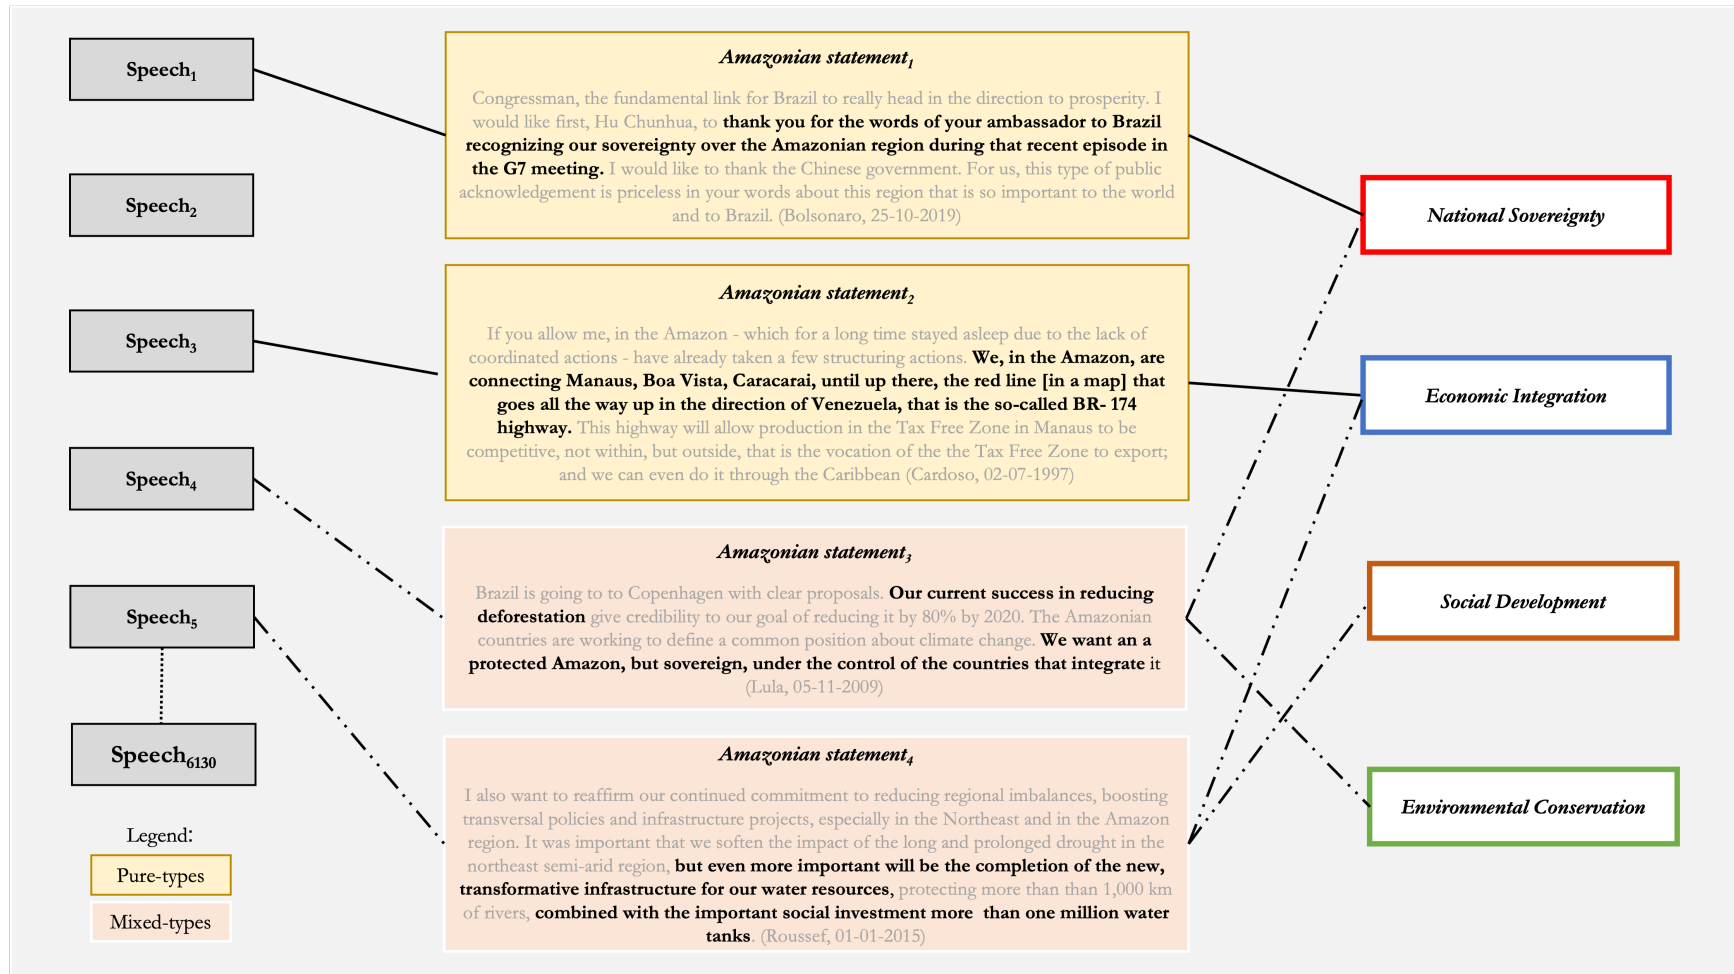 Speech1
Speech2
Speech3
Speech4
Speech5
Speech6130
Legend:
Pure-types
Mixed-types
Amazonian statement1
Congressman, the fundamental link for Brazil to really head in the direction to prosperity. I
would like first, Hu Chunhua, to thank you for the words of your ambassador to Brazil
recognizing our sovereignty over the Amazonian region during that recent episode in
the G7 meeting. I would like to thank the Chinese government. For us, this type of public
acknowledgement is priceless in your words about this region that is so important to the world
and to Brazil. (Bolsonaro, 25-10-2019)
Amazonian statement2
If you allow me, in the Amazon - which for a long time stayed asleep due to the lack of
coordinated actions - have already taken a few structuring actions. We, in the Amazon, are
connecting Manaus, Boa Vista, Caracarai, until up there, the red line [in a map] that
goes all the way up in the direction of Venezuela, that is the so-called BR- 174
highway. This highway will allow production in the Tax Free Zone in Manaus to be
competitive, not within, but outside, that is the vocation of the the Tax Free Zone to export;
and we can even do it through the Caribbean (Cardoso, 02-07-1997)
Amazonian statement3
Brazil is going to to Copenhagen with clear proposals. Our current success in reducing
deforestation give credibility to our goal of reducing it by 80% by 2020. The Amazonian
countries are working to define a common position about climate change. We want an a
protected Amazon, but sovereign, under the control of the countries that integrate it
(Lula, 05-11-2009)
Amazonian statement4
I also want to reaffirm our continued commitment to reducing regional imbalances, boosting
transversal policies and infrastructure projects, especially in the Northeast and in the Amazon
region. It was important that we soften the impact of the long and prolonged drought in the
northeast semi-arid region, but even more important will be the completion of the new,
transformative infrastructure for our water resources, protecting more than than 1,000 km
of rivers, combined with the important social investment more than one million water
tanks. (Roussef, 01-01-2015)
National Sovereignty
Economic Integration
Social Development
Environmental Conservation